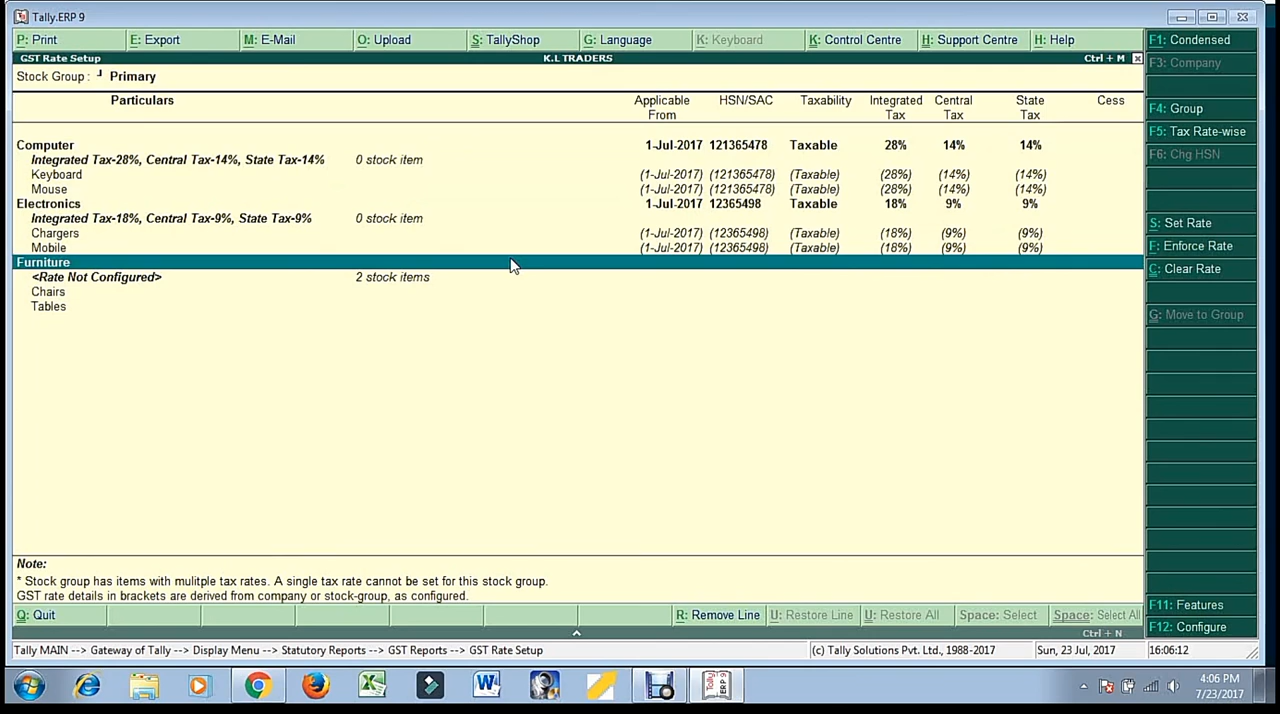 Tally.ERP 9
P: Print E: Export M: E-Mail O: Upload S: TallyShop G: Language K: Keyboard K: Control Centre H: Support Centre H: Help
GST Rate Setup K.L TRADERS Ctrl + M
Stock Group : Primary
Particulars Applicable From HSN/SAC Taxability Integrated Tax Central Tax State Tax Cess
Computer 1-Jul-2017 121365478 Taxable 28% 14% 14%
Integrated Tax-28%, Central Tax-14%, State Tax-14% 0 stock item
Keyboard (1-Jul-2017) (121365478) (Taxable) (28%) (14%) (14%)
Mouse (1-Jul-2017) (121365478) (Taxable) (28%) (14%) (14%)
Electronics 1-Jul-2017 12365498 Taxable 18% 9% 9%
Integrated Tax-18%, Central Tax-9%, State Tax-9% 0 stock item
Chargers (1-Jul-2017) (12365498) (Taxable) (18%) (9%) (9%)
Mobile (1-Jul-2017) (12365498) (Taxable) (18%) (9%) (9%)
Furniture
<Rate Not Configured> 2 stock items
Chairs
Tables
Note:
* Stock group has items with mulitple tax rates. A single tax rate cannot be set for this stock group.
GST rate details in brackets are derived from company or stock-group, as configured.
Q: Quit R: Remove Line U: Restore Line U: Restore All Space: Select Space: Select All
Ctrl + N
Tally MAIN --> Gateway of Tally --> Display Menu --> Statutory Reports --> GST Reports --> GST Rate Setup (c) Tally Solutions Pvt. Ltd., 1988-2017 Sun, 23 Jul, 2017 16:06:12
F1: Condensed
F3: Company
F4: Group
F5: Tax Rate-wise
F6: Chg HSN
S: Set Rate
F: Enforce Rate
C: Clear Rate
G: Move to Group
F11: Features
F12: Configure
Tally ERP 9
4:06 PM
7/23/2017